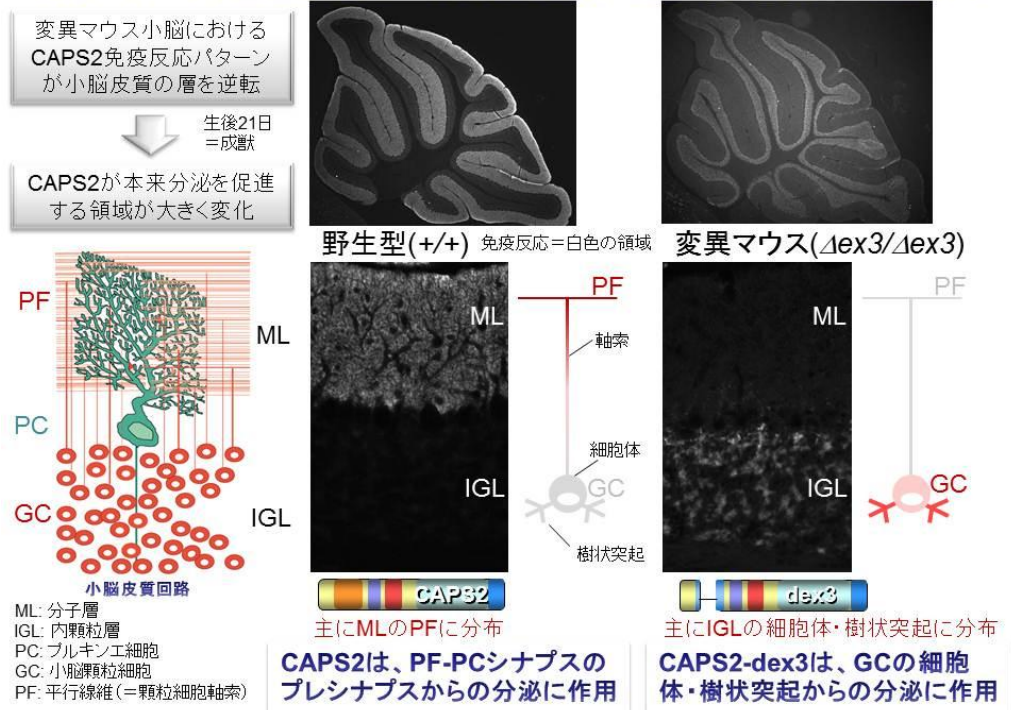 変異マウス小脳における
CAPS2免疫反応パターン
が小脳皮質の層を逆転
生後21日
＝成獣
CAPS2が本来分泌を促進
する領域が大きく変化
野生型(+/+) 免疫反応＝白色の領域
変異マウス(Δex3/Δex3)
PF
ML
PC
GC
IGL
小脳皮質回路
ML: 分子層
IGL: 内顆粒層
PC: プルキンエ細胞
GC: 小脳顆粒細胞
PF: 平行線維(＝顆粒細胞軸索)
ML
IGL
PF
軸索
細胞体
GC
樹状突起
CAPS2
主にMLのPFに分布
CAPS2は、PF-PCシナプスの
プレシナプスからの分泌に作用
ML
IGL
PF
GC
dex3
主にIGLの細胞体・樹状突起に分布
CAPS2-dex3は、GCの細胞
体・樹状突起からの分泌に作用